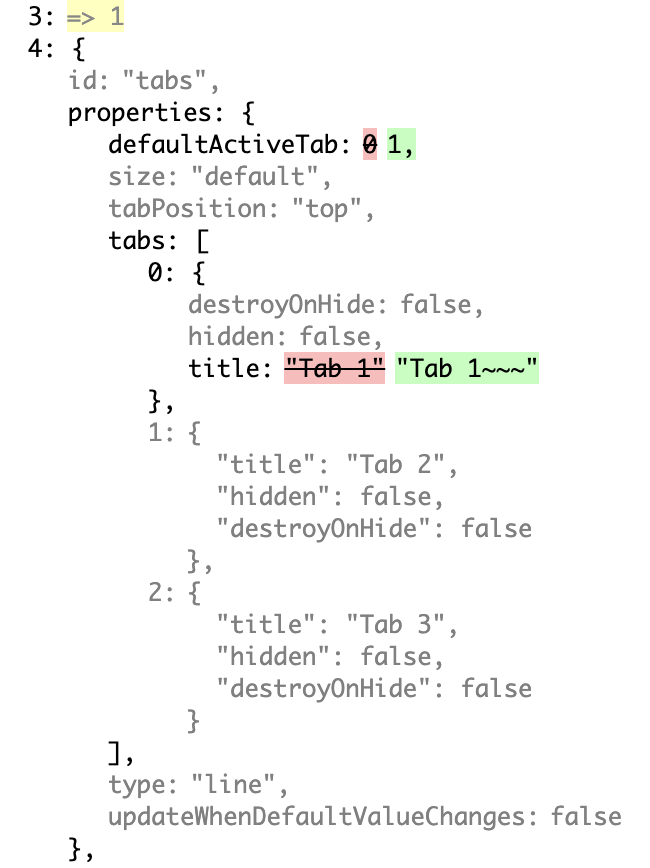 3: => 1
4: {
id: "tabs",
properties: {
defaultActiveTab: 0 1,
size: "default",
tabPosition: "top",
tabs: [
0: {
destroyOnHide: false,
hidden: false,
title: "Tab 1" "Tab 1~~~"
},
1: {
"title": "Tab 2",
"hidden": false,
"destroyOnHide": false
},
2: {
"title": "Tab 3",
"hidden": false,
"destroyOnHide": false
}
],
type: "line",
updateWhenDefaultValueChanges: false
},